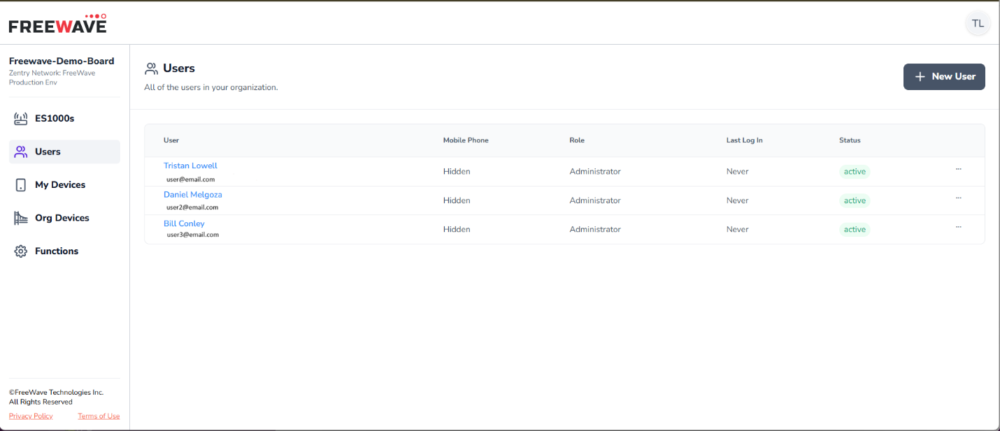 FREEWAVE
TL
Freewave-Demo-Board
Zentry Network: FreeWave
Production Env
ES1000s
Users
My Devices
Org Devices
Functions
©FreeWave Technologies Inc.
All Rights Reserved
Privacy Policy Terms of Use
Users
All of the users in your organization.
+ New User
User Mobile Phone Role Last Log In Status
Tristan Lowell
user@email.com
Hidden Administrator Never active ...
Daniel Melgoza
user2@email.com
Hidden Administrator Never active ...
Bill Conley
user3@email.com
Hidden Administrator Never active ...